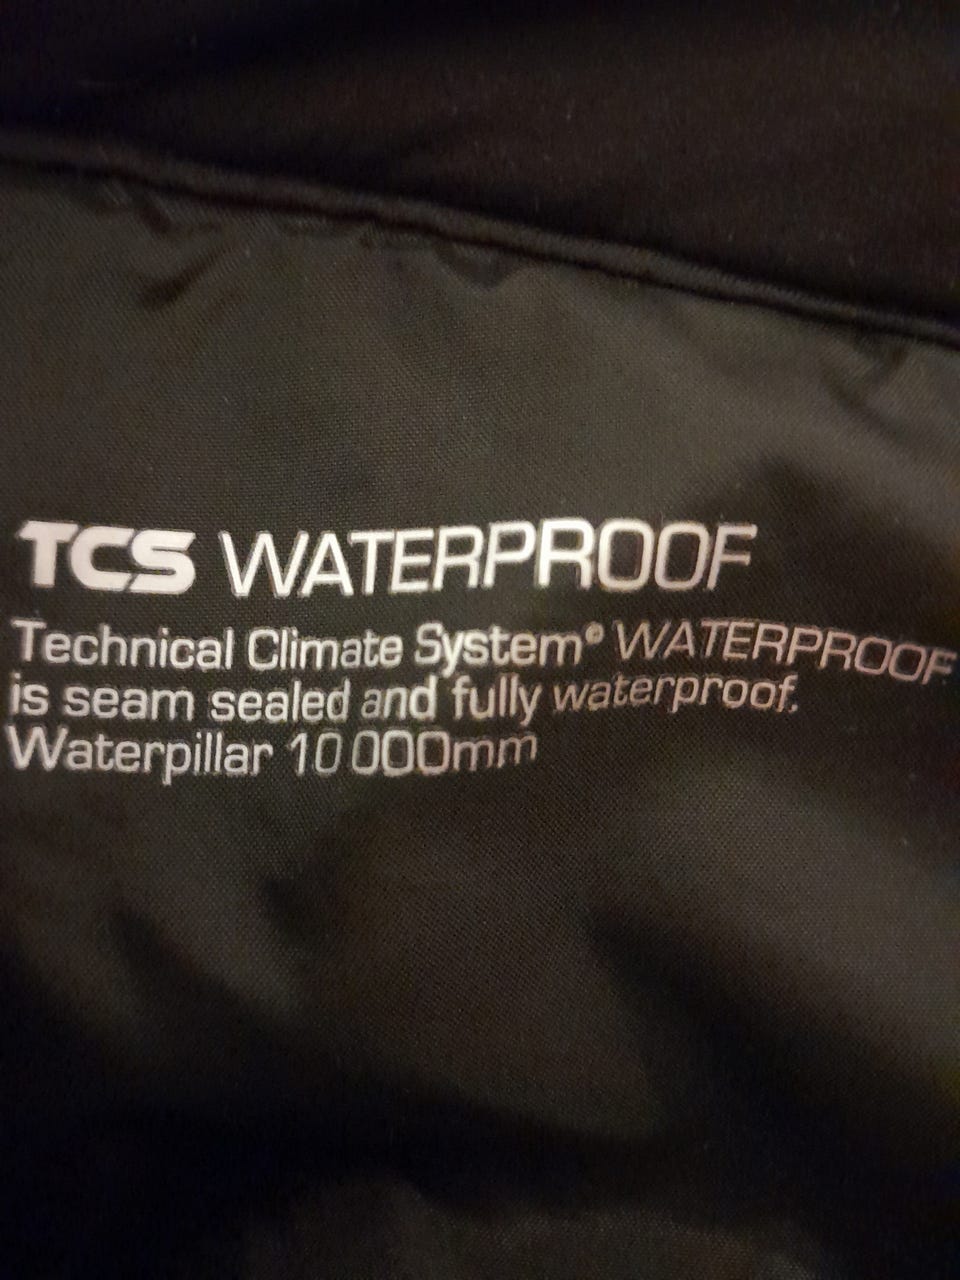 TCS WATERPROOF
Technical Climate System® WATERPROOF
is seam sealed and fully waterproof.
Waterpillar 10 000mm